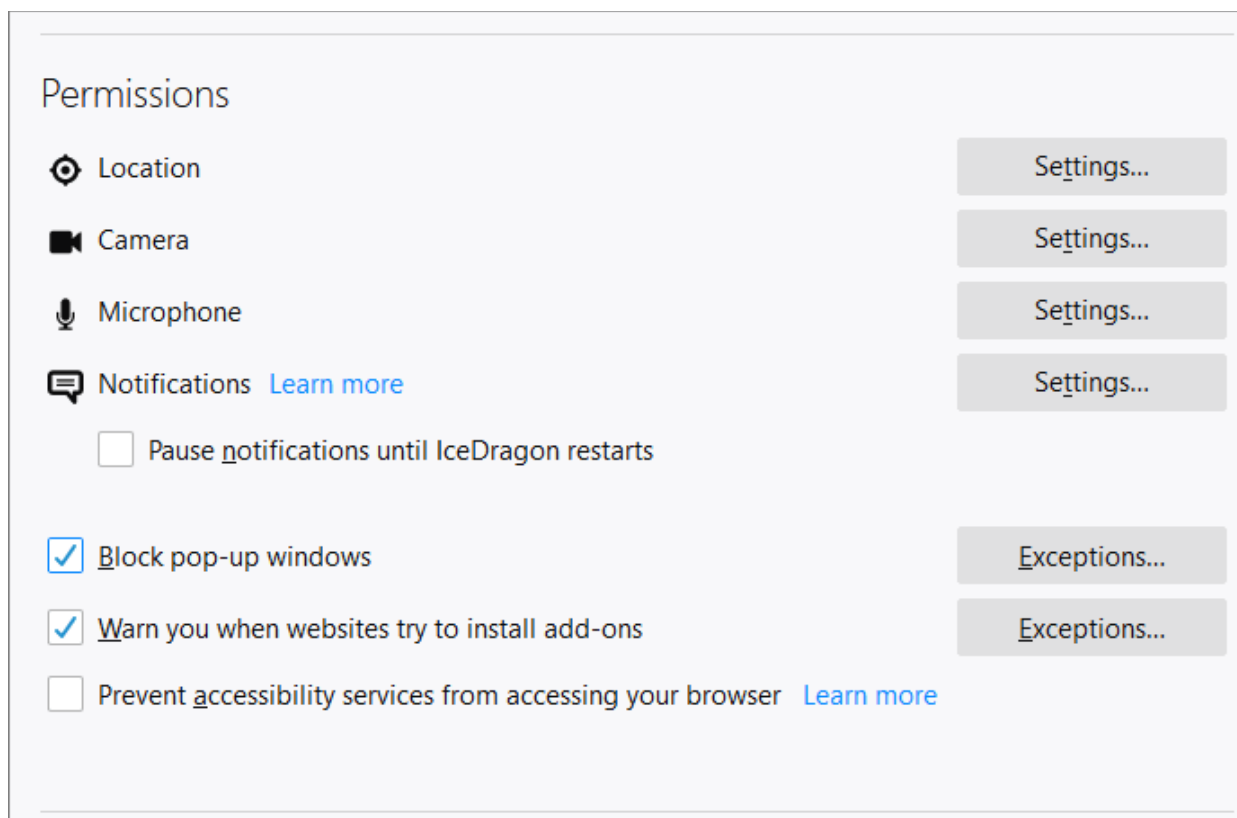 Permissions
Location Settings...
Camera Settings...
Microphone Settings...
Notifications Learn more Settings...
Pause notifications until IceDragon restarts
Block pop-up windows Exceptions...
Warn you when websites try to install add-ons Exceptions...
Prevent accessibility services from accessing your browser Learn more